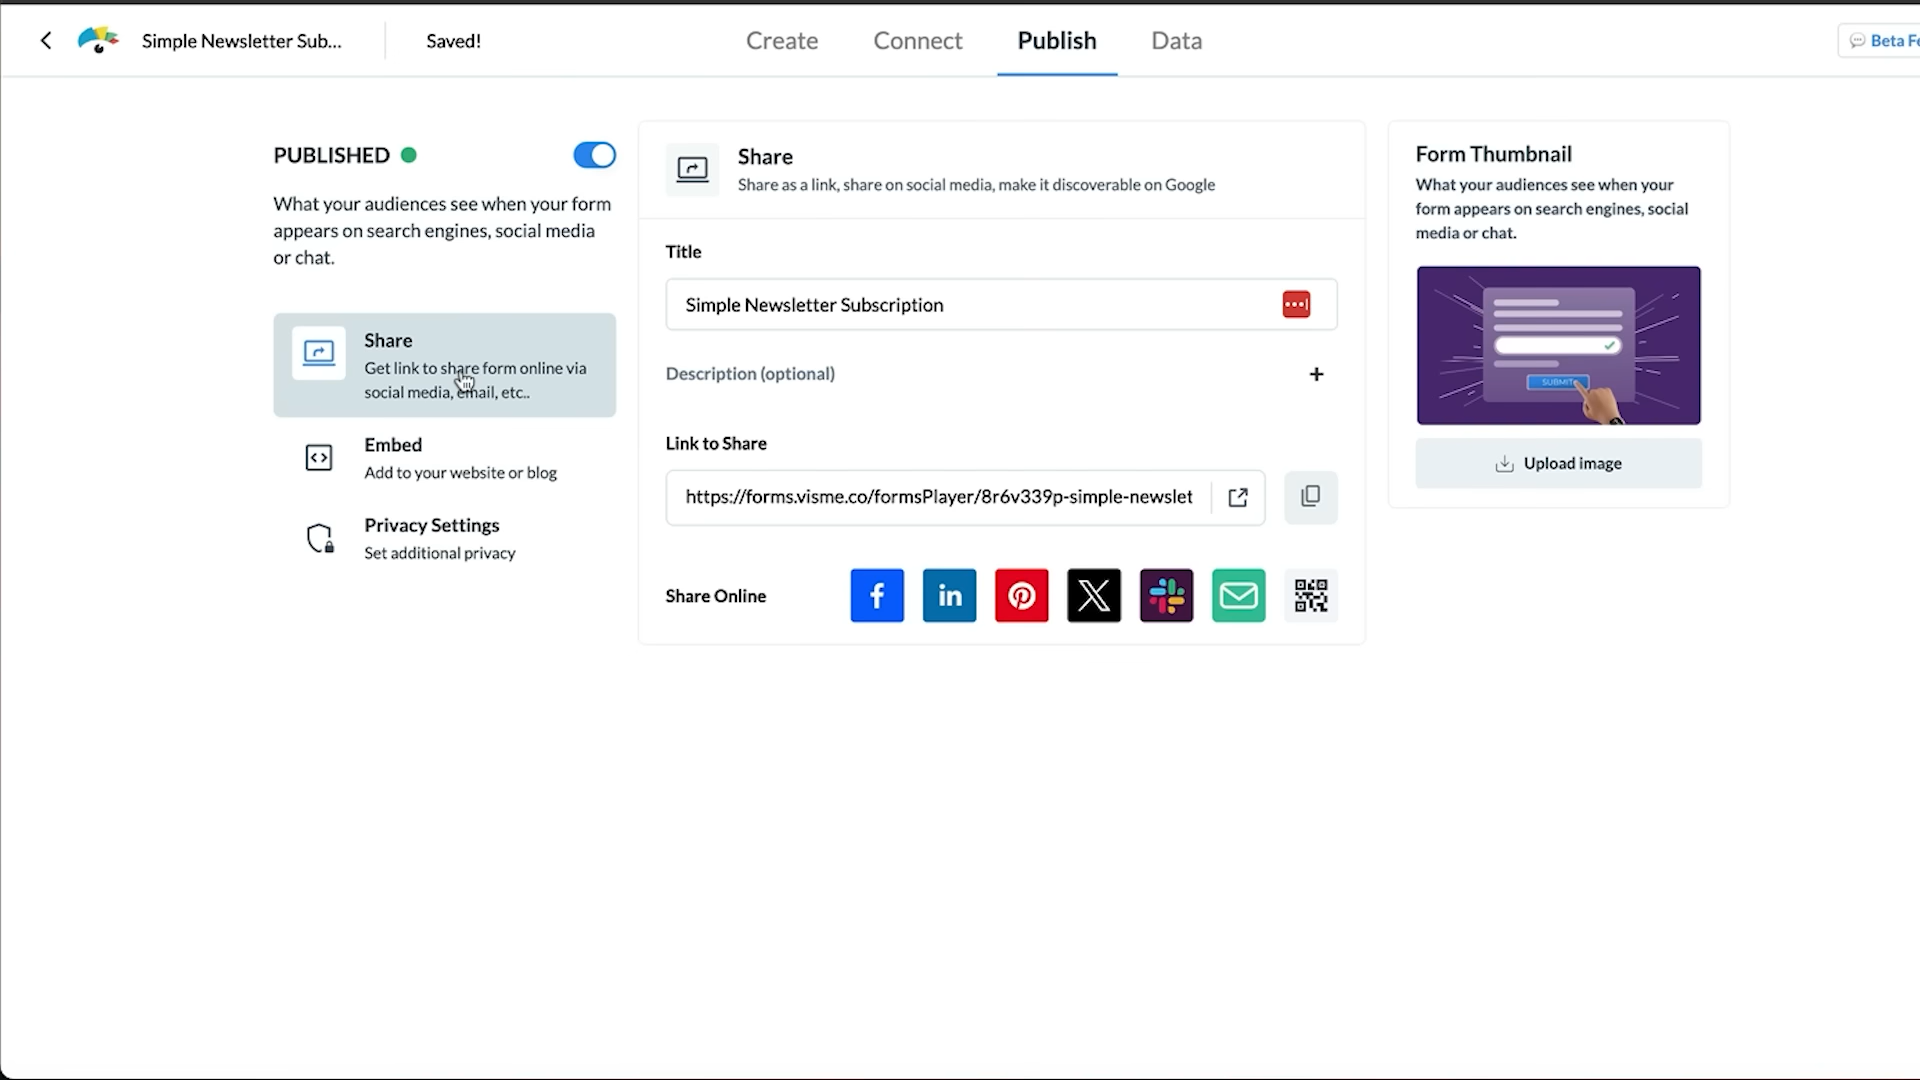 Simple Newsletter Sub...
Saved!
Create
Connect
Publish
Data
Beta Fe
PUBLISHED
What your audiences see when your form
appears on search engines, social media
or chat.
Share
Get link to share form online via
social media, email, etc..
Embed
Add to your website or blog
Privacy Settings
Set additional privacy
Share
Share as a link, share on social media, make it discoverable on Google
Title
Simple Newsletter Subscription
Description (optional)
+
Link to Share
https://forms.visme.co/formsPlayer/8r6v339p-simple-newslet
Share Online
Form Thumbnail
What your audiences see when your
form appears on search engines, social
media or chat.
SUBMIT
Upload image